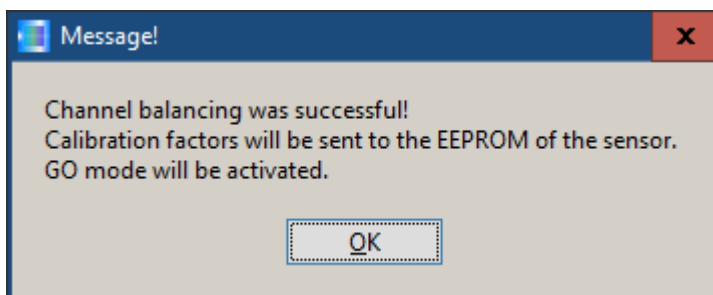 Message!
x
Channel balancing was successful!
Calibration factors will be sent to the EEPROM of the sensor.
GO mode will be activated.
OK